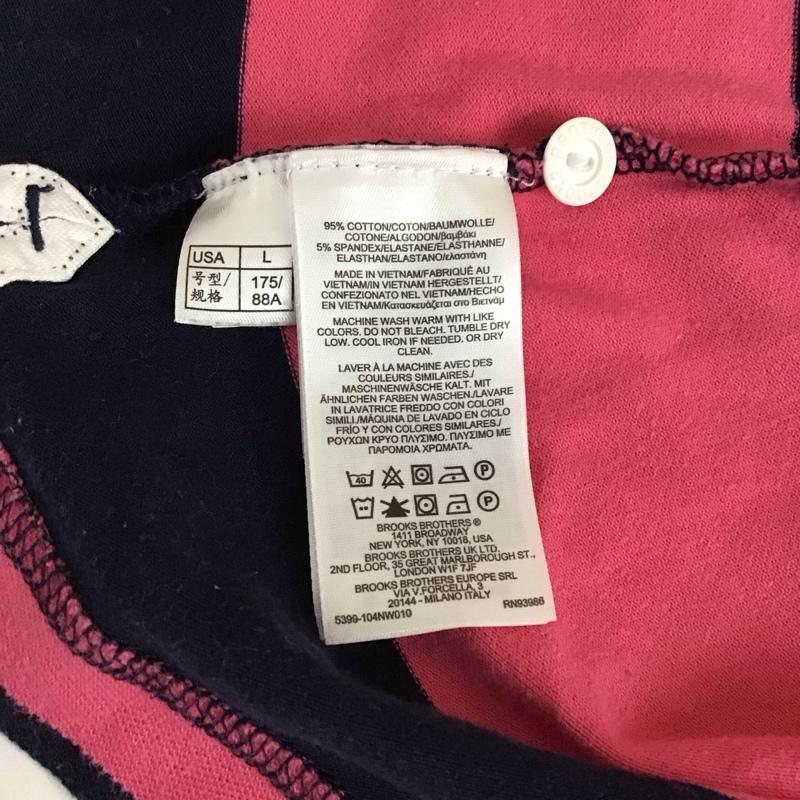 USA L
号型/规格 175/88A
95% COTTON/COTON/BAUMWOLLE/
COTONE/ALGODON/βαμβάκι
5% SPANDEX/ELASTANE/ELASTHANNE/
ELASTHAN/ELASTANO/ελαστάνη
MADE IN VIETNAM/FABRIQUÉ AU
VIETNAM/IN VIETNAM HERGESTELLT/
CONFEZIONATO NEL VIETNAM/HECHO
EN VIETNAM/Κατασκευάζεται στο Βιετνάμ
MACHINE WASH WARM WITH LIKE
COLORS. DO NOT BLEACH. TUMBLE DRY
LOW. COOL IRON IF NEEDED. OR DRY
CLEAN.
LAVER À LA MACHINE AVEC DES
COULEURS SIMILAIRES./
MASCHINENWÄSCHE KALT. MIT
ÄHNLICHEN FARBEN WASCHEN./LAVARE
IN LAVATRICE FREDDO CON COLORI
SIMILI./MÁQUINA DE LAVADO EN CICLO
FRÍO Y CON COLORES SIMILARES./
ΡΟΥΧΩΝ ΚΡΥΟ ΠΛΥΣΙΜΟ. ΠΛΥΣΙΜΟ ΜΕ
ΠΑΡΟΜΟΙΑ ΧΡΩΜΑΤΑ.
40 P
P
BROOKS BROTHERS ®
1411 BROADWAY
NEW YORK, NY 10018, USA
BROOKS BROTHERS UK LTD.
2ND FLOOR, 35 GREAT MARLBOROUGH ST.,
LONDON W1F 7JF
BROOKS BROTHERS EUROPE SRL
VIA V.FORCELLA, 3
20144 - MILANO ITALY
5399-104NW010 RN93986